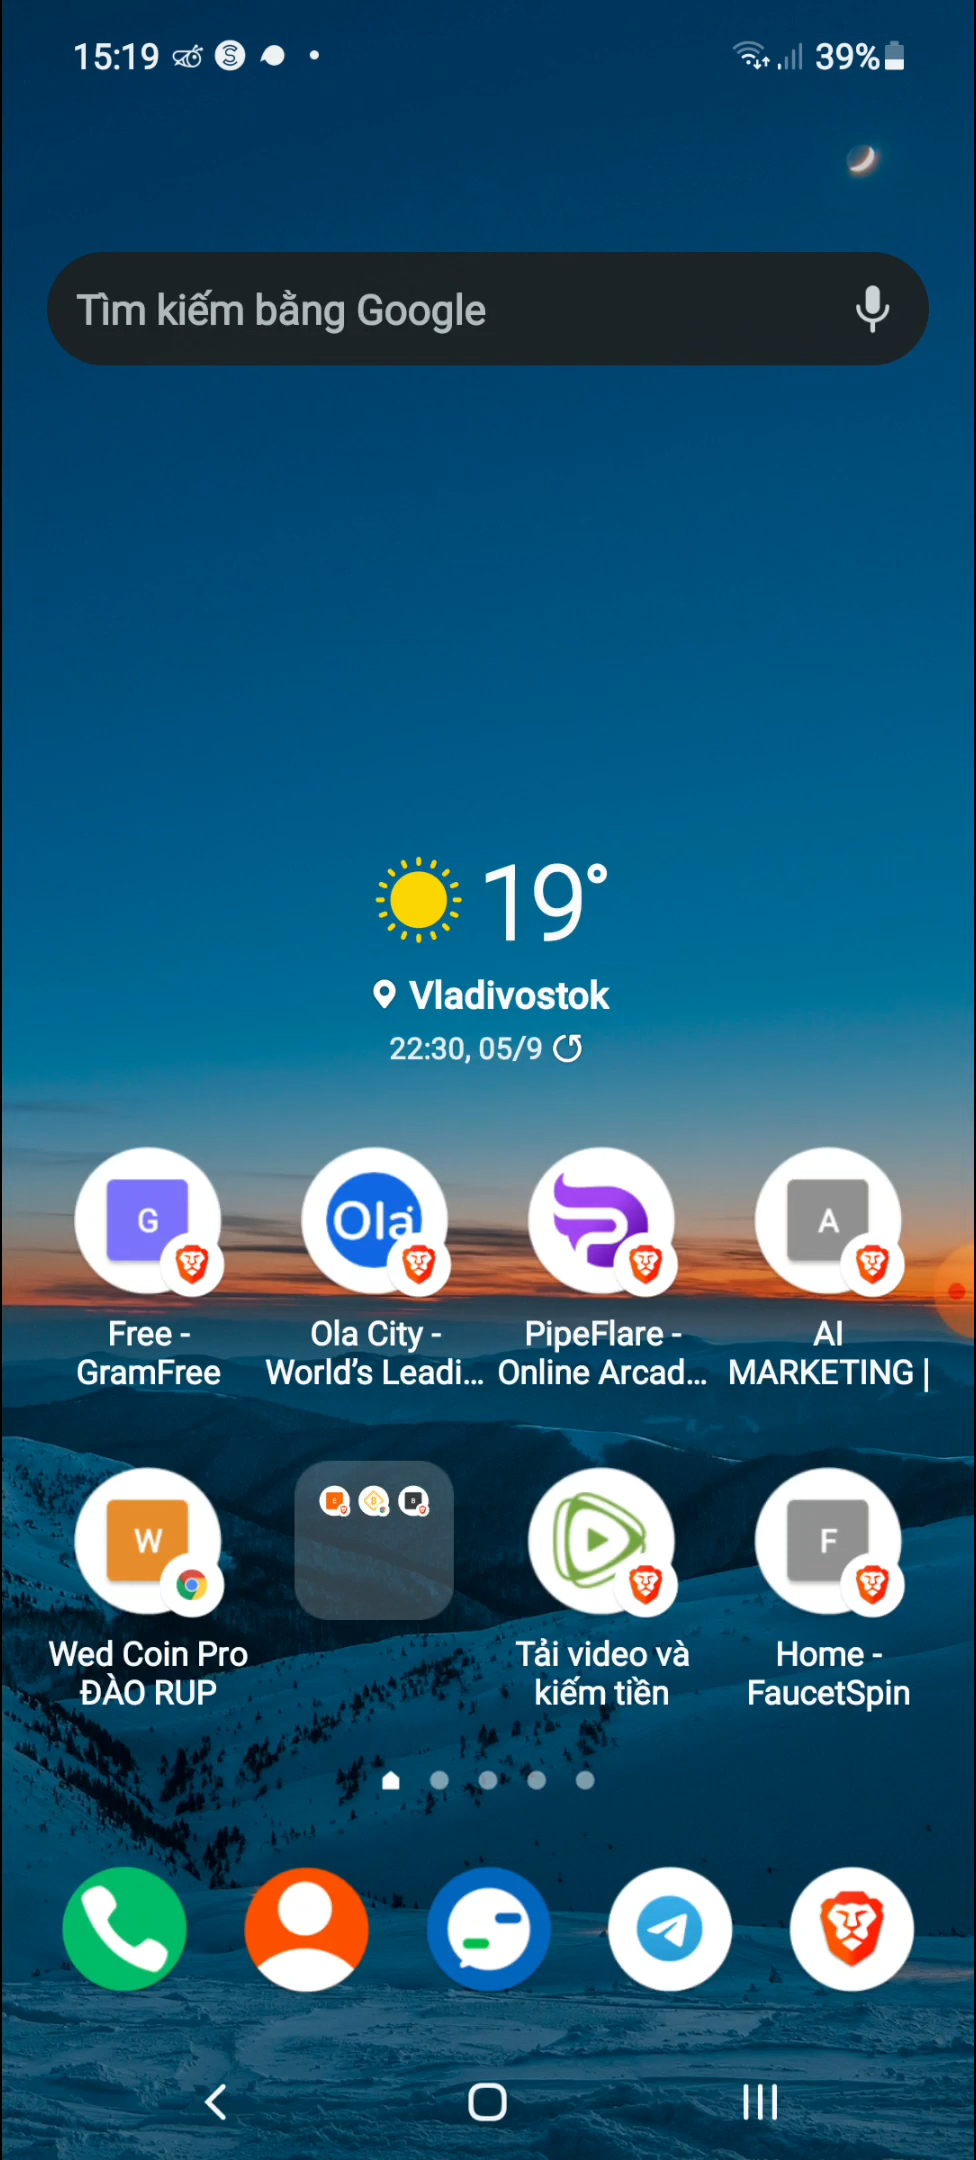 15:19
39%
Tìm kiếm bằng Google
19°
Vladivostok
22:30, 05/9
G
Ola
A
Free -
GramFree
Ola City -
World’s Leadi...
PipeFlare -
Online Arcad...
AI
MARKETING |
W
E
B
B
F
Wed Coin Pro
ĐÀO RUP
Tải video và
kiếm tiền
Home -
FaucetSpin